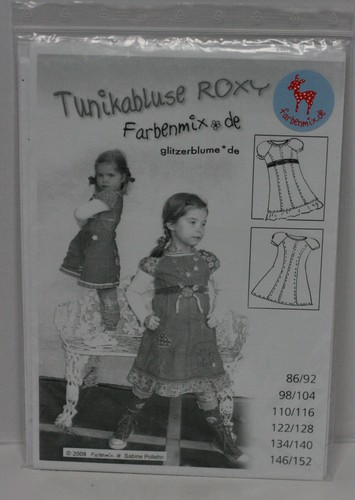 Tunikabluse ROXY
Farbenmix.de
glitzerblume*de
farbenmix.de
86/92
98/104
110/116
122/128
134/140
146/152
© 2009 Farbenmix.de Sabine Pollehn